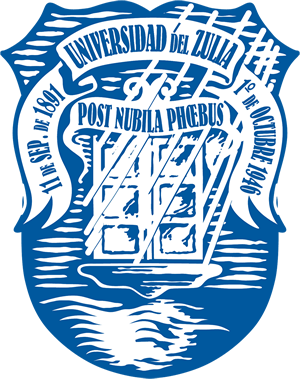 UNIVERSIDAD DEL ZULIA
POST NUBILA PHŒBUS
11 DE SEP. DE 1891
1º DE OCTUBRE 1946